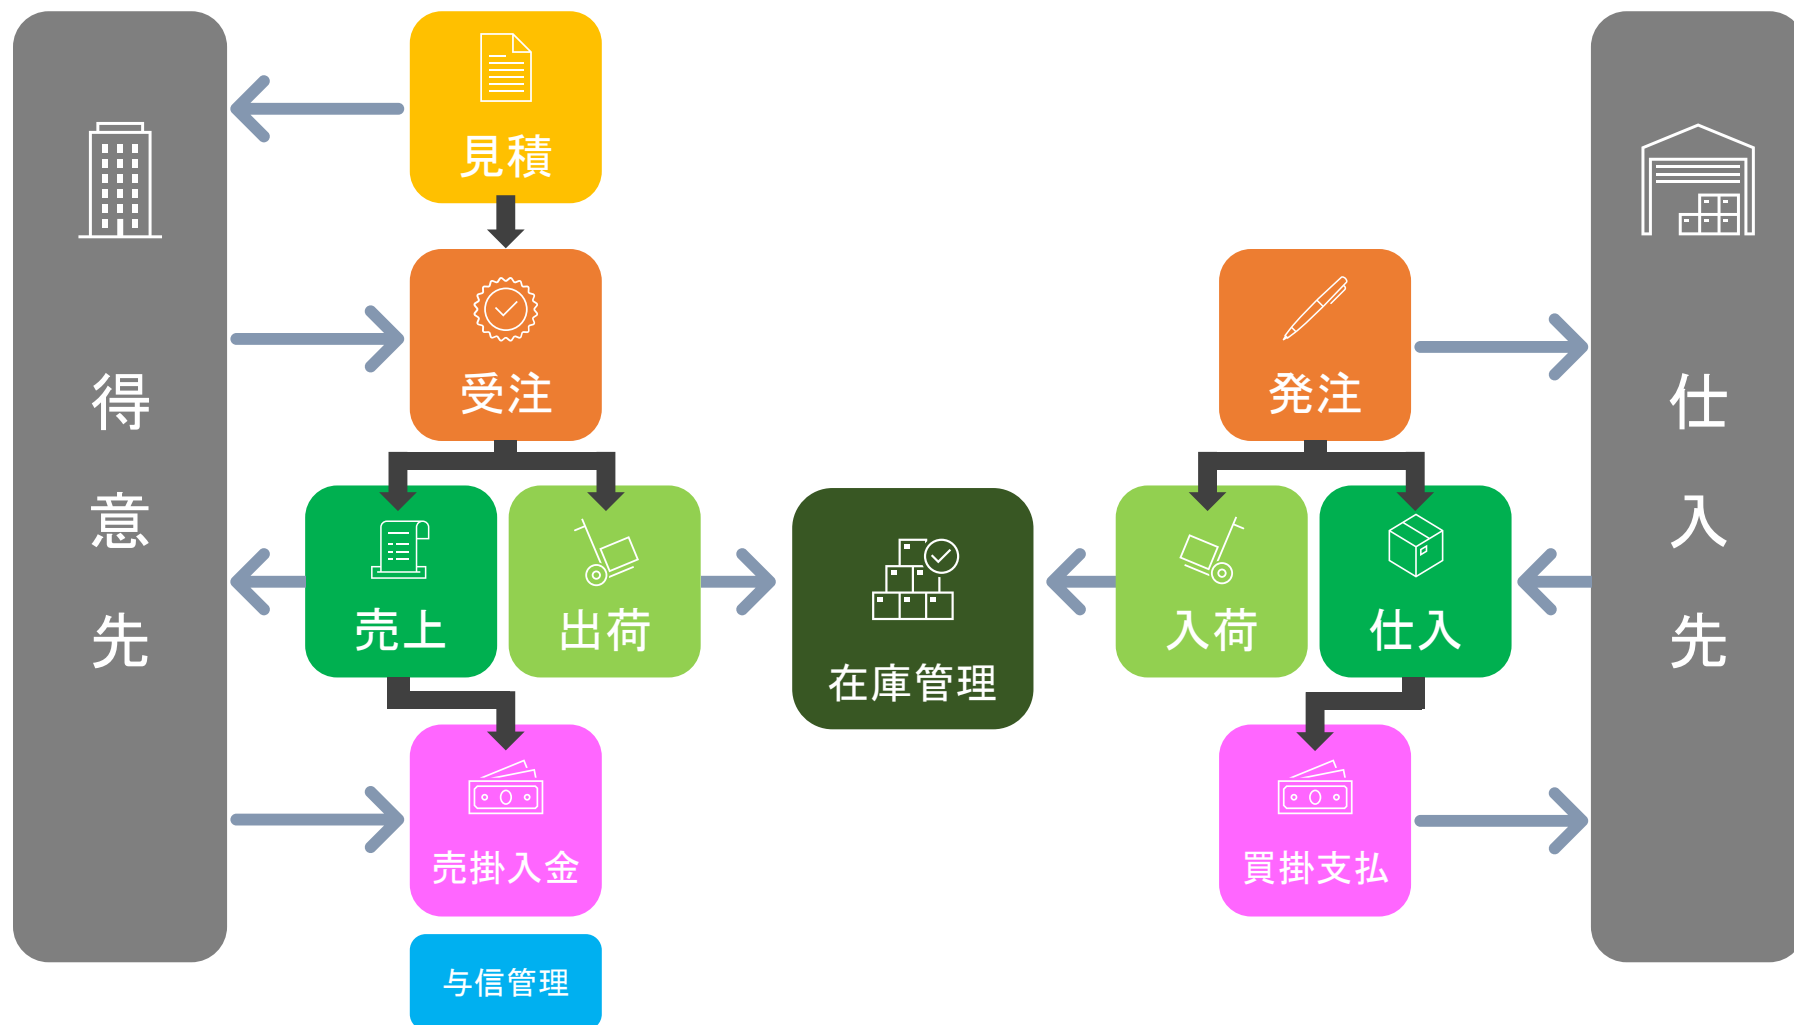 得意先
見積
受注
売上
出荷
売掛入金
与信管理
在庫管理
発注
入荷
仕入
買掛支払
仕入先